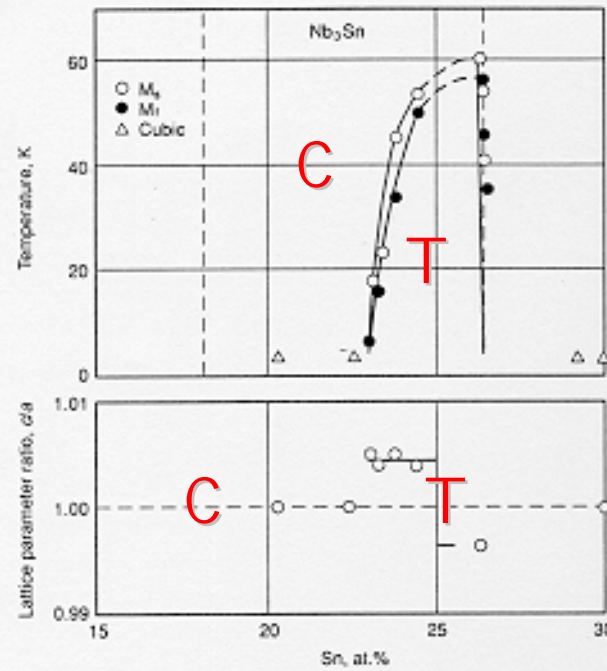 Nb₃Sn
60
40
20
0
Temperature, K
○ Mₛ
● M_f
△ Cubic
C
T
1.01
1.00
0.99
Lattice parameter ratio, c/a
C
T
15
20
25
30
Sn, at.%